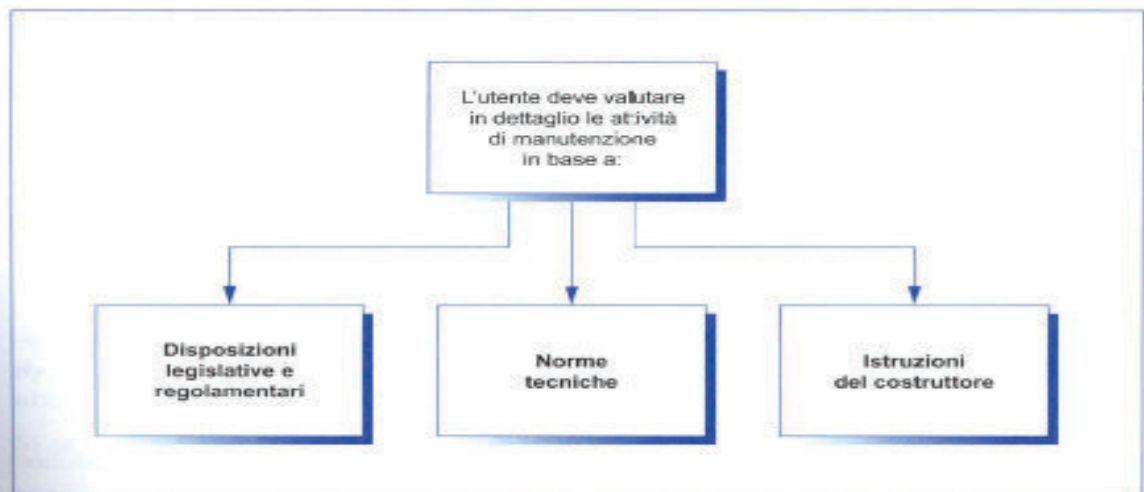 L'utente deve valutare
in dettaglio le attività
di manutenzione
in base a:
Disposizioni
legislative e
regolamentari
Norme
tecniche
Istruzioni
del costruttore